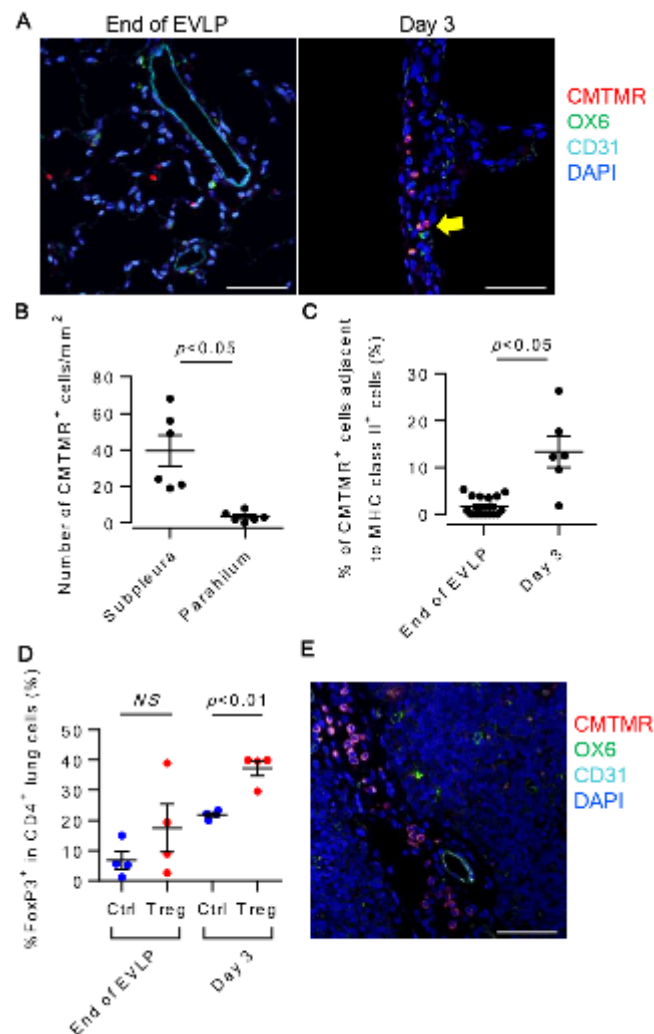 A
End of EVLP
Day 3
CMTMR
OX6
CD31
DAPI
B
Number of CMTMR⁺ cells/mm²
p<0.05
80
60
40
20
0
Subpleura
Parahilum
C
% of CMTMR⁺ cells adjacent
to MHC class II⁺ cells (%)
p<0.05
30
20
10
0
End of EVLP
Day 3
D
%FoxP3⁺ in CD4⁺ lung cells (%)
NS
p<0.01
50
40
30
20
10
0
Ctrl Treg Ctrl Treg
End of EVLP
Day 3
E
CMTMR
OX6
CD31
DAPI